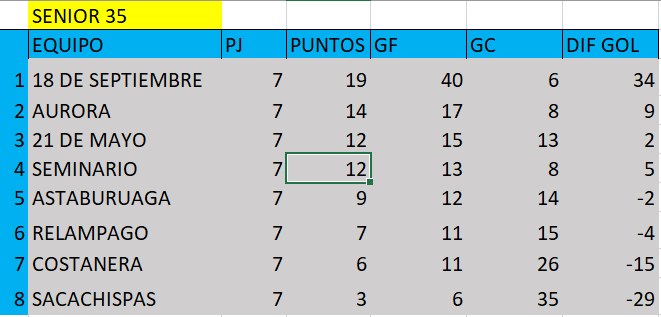 SENIOR 35
EQUIPO PJ PUNTOS GF GC DIF GOL
1 18 DE SEPTIEMBRE 7 19 40 6 34
2 AURORA 7 14 17 8 9
3 21 DE MAYO 7 12 15 13 2
4 SEMINARIO 7 12 13 8 5
5 ASTABURUAGA 7 9 12 14 -2
6 RELAMPAGO 7 7 11 15 -4
7 COSTANERA 7 6 11 26 -15
8 SACACHISPAS 7 3 6 35 -29